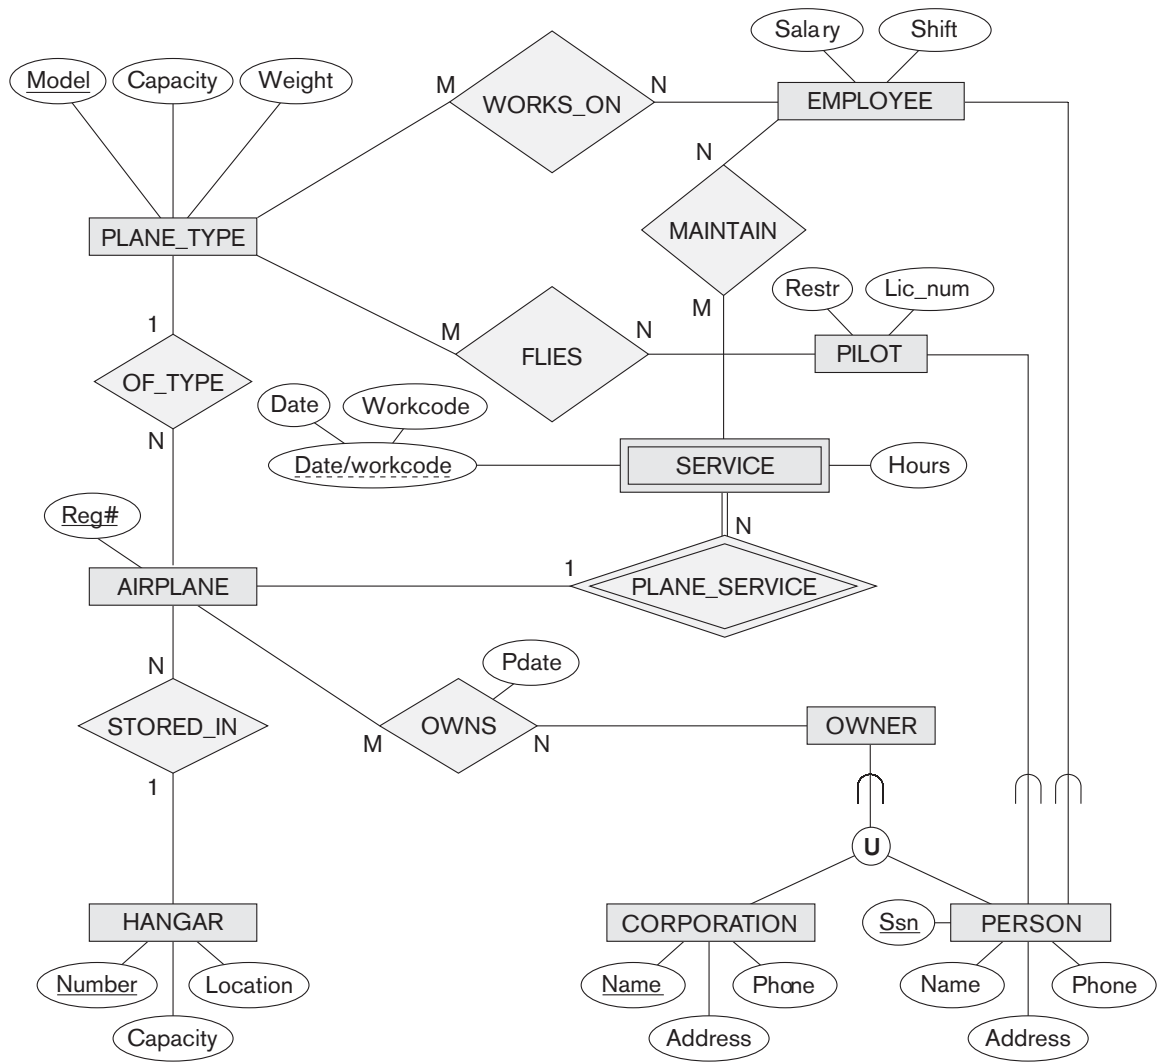 Salary
Shift
Model
Capacity
Weight
M
WORKS_ON
N
EMPLOYEE
N
PLANE_TYPE
MAINTAIN
Restr
Lic_num
M
1
M
FLIES
N
PILOT
OF_TYPE
Date
Workcode
N
Date/workcode
SERVICE
Hours
Reg#
N
AIRPLANE
1
PLANE_SERVICE
N
Pdate
STORED_IN
OWNS
OWNER
M
N
1
U
HANGAR
CORPORATION
Ssn
PERSON
Number
Location
Name
Phone
Name
Phone
Capacity
Address
Address